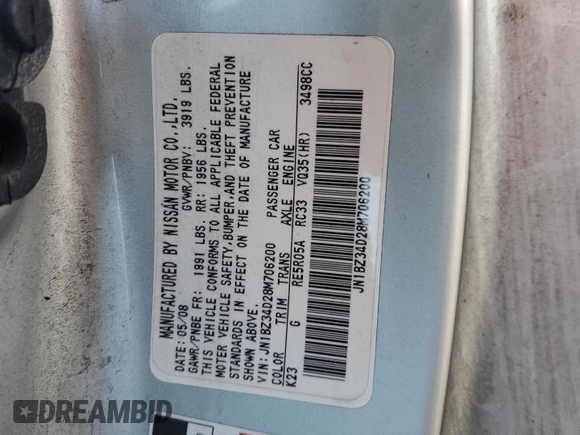 MANUFACTURED BY NISSAN MOTOR CO.,LTD.
DATE: 05/08 GVWR/PNBV: 3919 LBS.
GAWR/PNBE FR: 1991 LBS. RR: 1956 LBS.
THIS VEHICLE CONFORMS TO ALL APPLICABLE FEDERAL
MOTOR VEHICLE SAFETY,BUMPER,AND THEFT PREVENTION
STANDARDS IN EFFECT ON THE DATE OF MANUFACTURE
SHOWN ABOVE.
VIN: JN1BZ34D28M706200 PASSENGER CAR
COLOR TRIM TRANS AXLE ENGINE
K23 G RE5R05A RC33 VQ35(HR) 3498CC
JN1BZ34D28M706200
DREAMBID